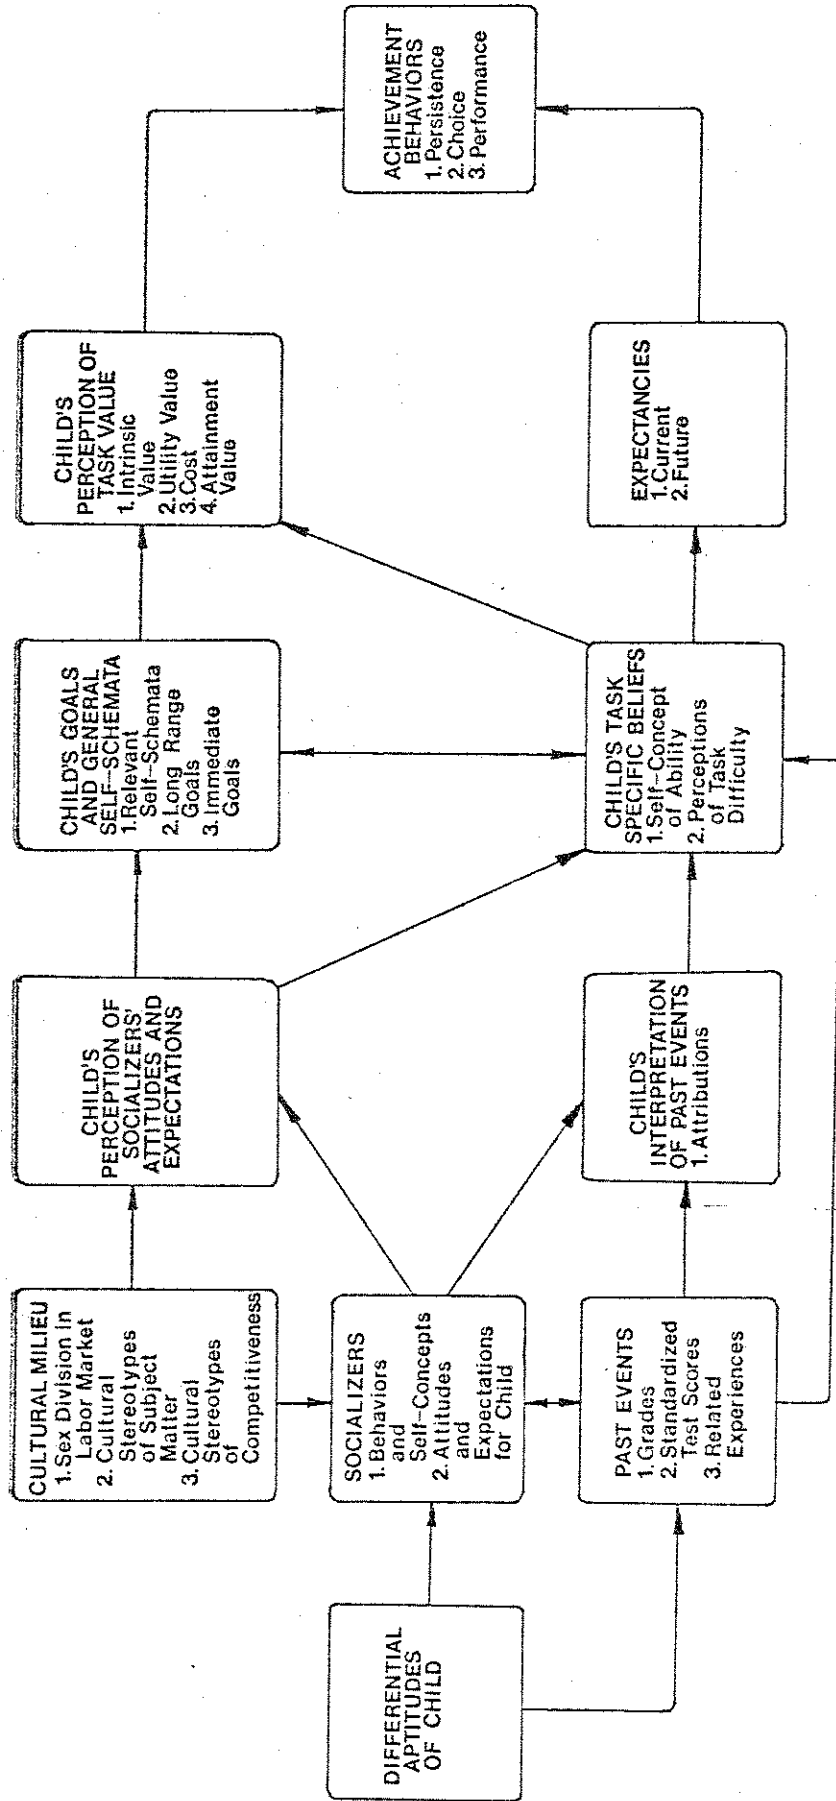 CULTURAL MILIEU
1. Sex Division In
Labor Market
2. Cultural
Stereotypes
of Subject
Matter
3. Cultural
Stereotypes
of
Competitiveness
CHILD'S
PERCEPTION OF
SOCIALIZERS'
ATTITUDES AND
EXPECTATIONS
CHILD'S GOALS
AND GENERAL
SELF-SCHEMATA
1. Relevant
Self-Schemata
2. Long Range
Goals
3. Immediate
Goals
CHILD'S
PERCEPTION OF
TASK VALUE
1. Intrinsic
Value
2. Utility Value
3. Cost
4. Attainment
Value
DIFFERENTIAL
APTITUDES
OF CHILD
SOCIALIZERS
1. Behaviors
and
Self-Concepts
2. Attitudes
and
Expectations
for Child
ACHIEVEMENT
BEHAVIORS
1. Persistence
2. Choice
3. Performance
PAST EVENTS
1. Grades
2. Standardized
Test Scores
3. Related
Experiences
CHILD'S
INTERPRETATION
OF PAST EVENTS
1. Attributions
CHILD'S TASK
SPECIFIC BELIEFS
1. Self-Concept
of Ability
2. Perceptions
of Task
Difficulty
EXPECTANCIES
1. Current
2. Future